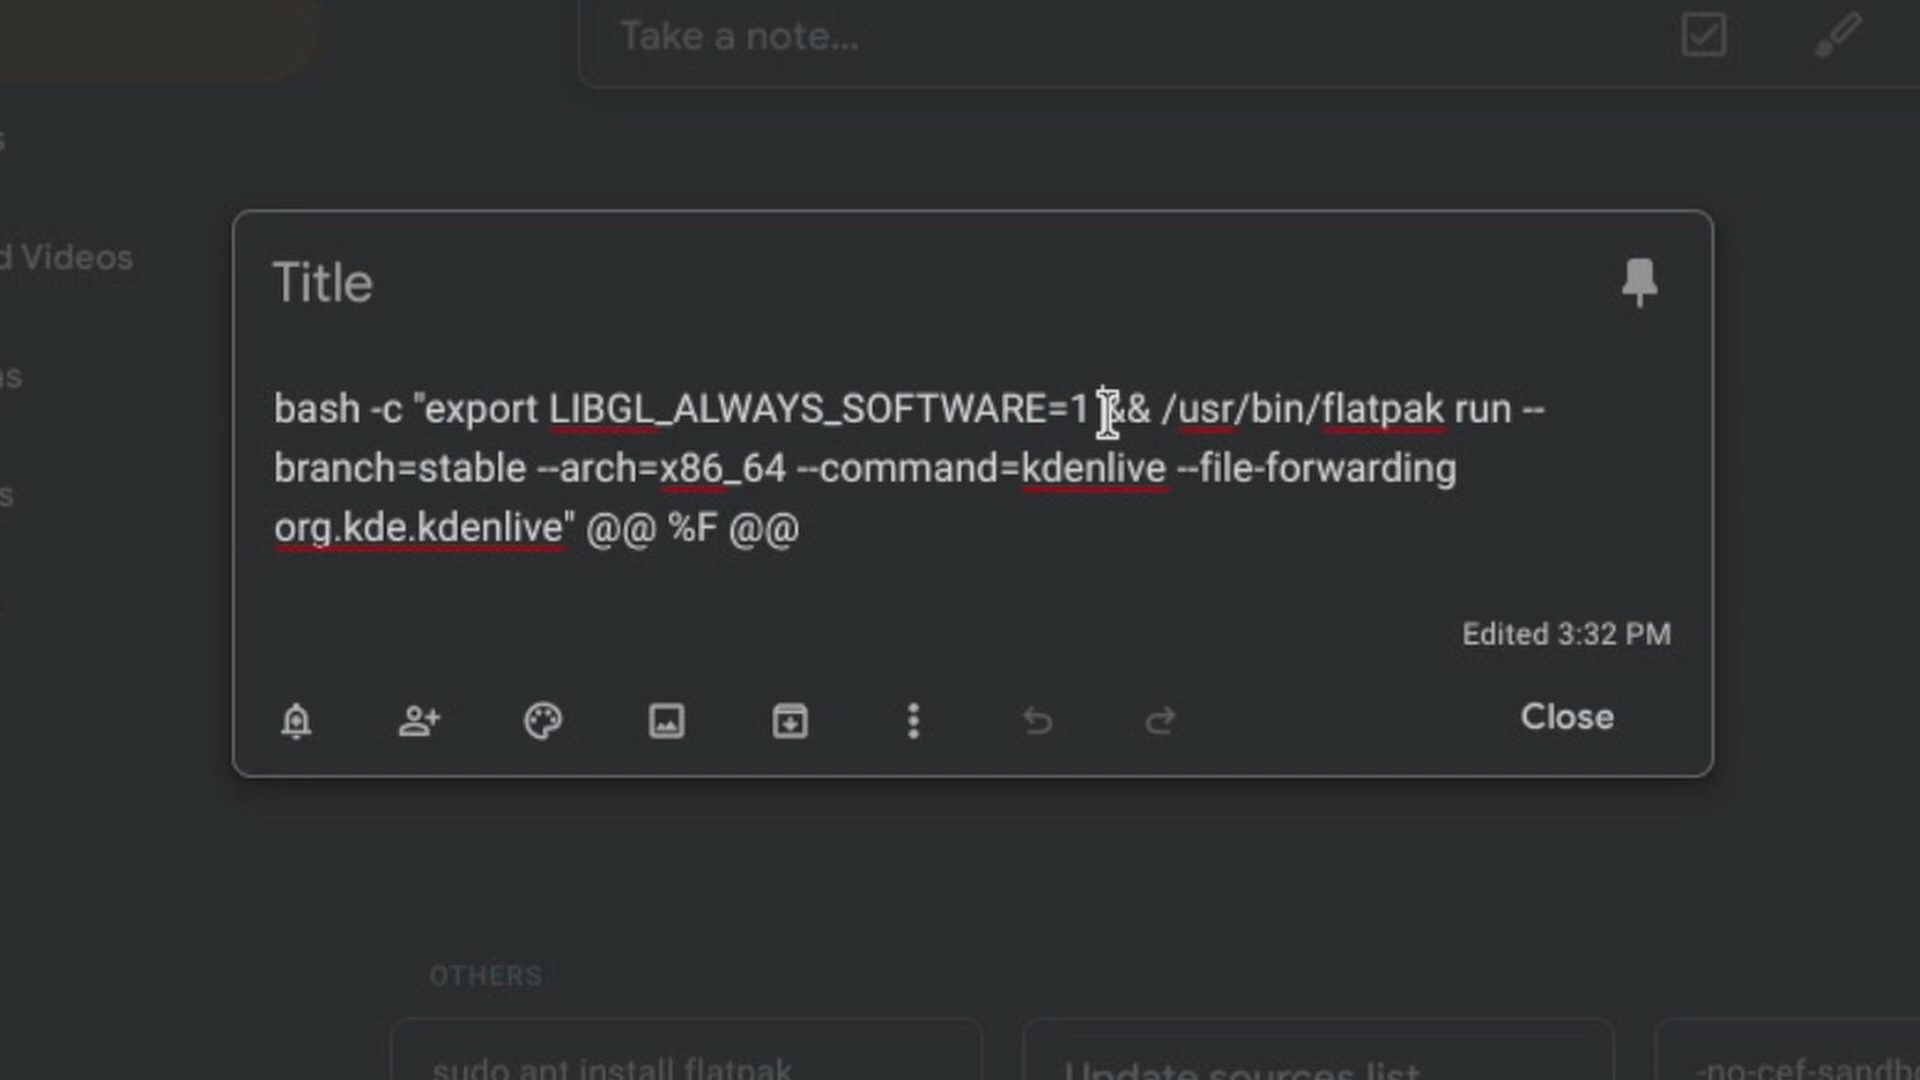 Take a note...
d Videos
Title
bash -c "export LIBGL_ALWAYS_SOFTWARE=1 && /usr/bin/flatpak run --
branch=stable --arch=x86_64 --command=kdenlive --file-forwarding
org.kde.kdenlive" @@ %F @@
Edited 3:32 PM
Close
OTHERS
sudo apt install flatpak
Update sources list